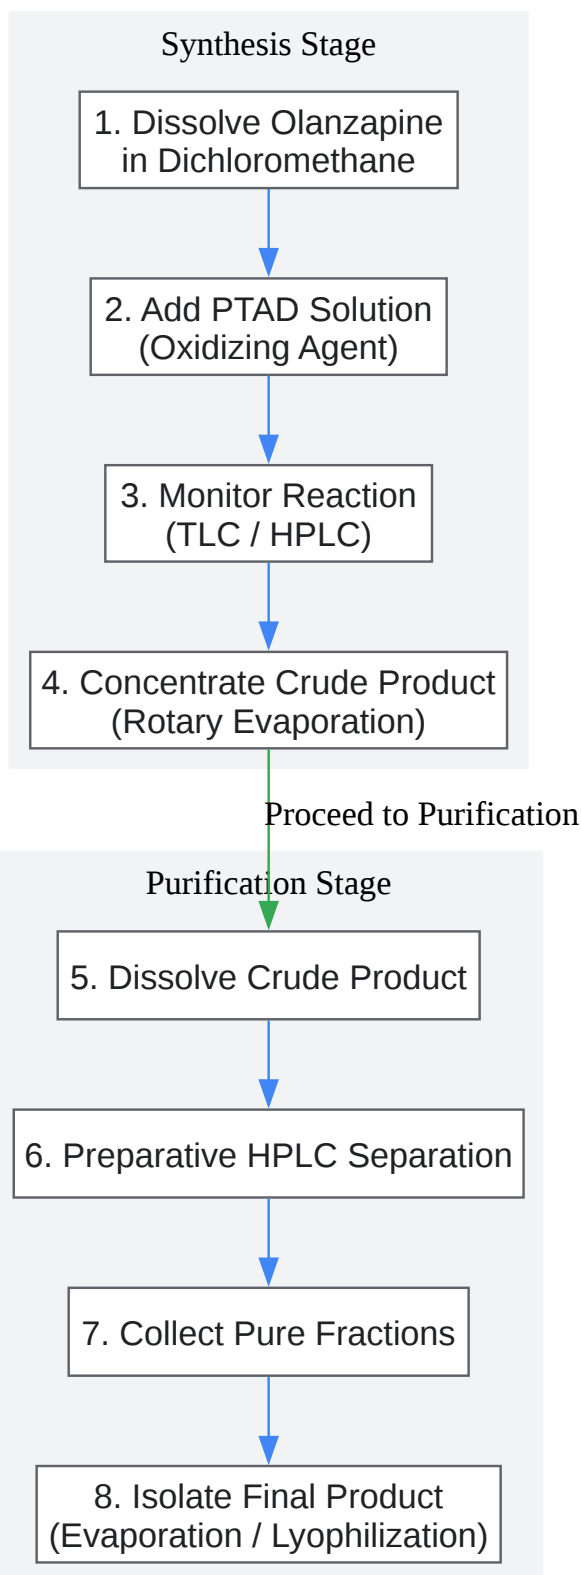 Synthesis Stage
1. Dissolve Olanzapine
in Dichloromethane
2. Add PTAD Solution
(Oxidizing Agent)
3. Monitor Reaction
(TLC / HPLC)
4. Concentrate Crude Product
(Rotary Evaporation)
Proceed to Purification
Purification Stage
5. Dissolve Crude Product
6. Preparative HPLC Separation
7. Collect Pure Fractions
8. Isolate Final Product
(Evaporation / Lyophilization)